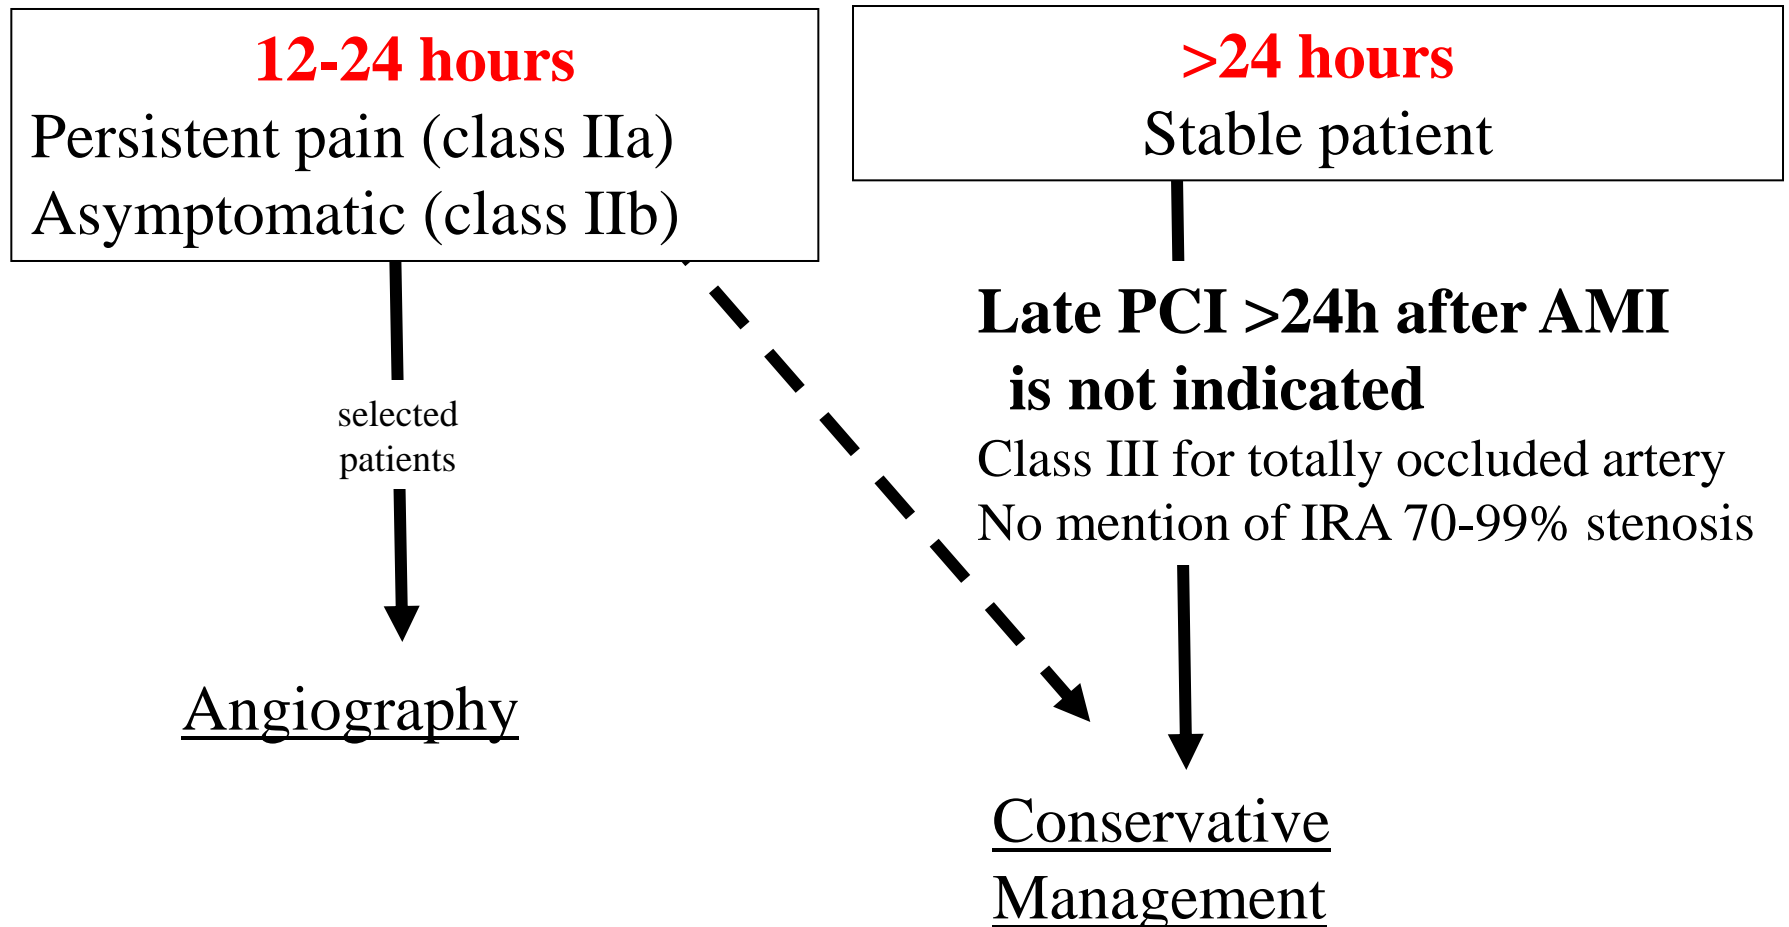 12-24 hours
Persistent pain (class IIa)
Asymptomatic (class IIb)
>24 hours
Stable patient
selected
patients
Angiography
Late PCI >24h after AMI
is not indicated
Class III for totally occluded artery
No mention of IRA 70-99% stenosis
Conservative
Management